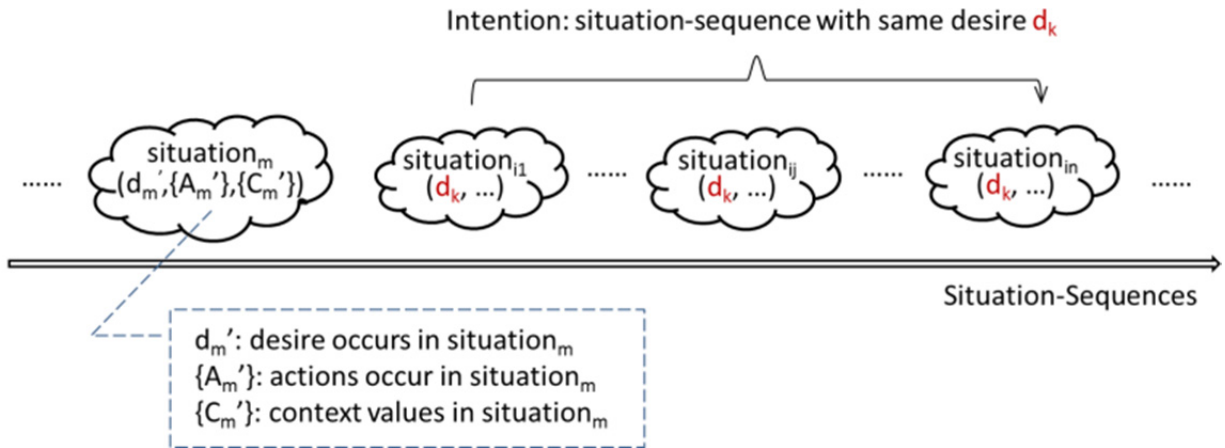 Intention: situation-sequence with same desire dₖ
...... situationₘ situationᵢ₁ ...... situationᵢⱼ ...... situationᵢₙ ......
(dₘ′,{Aₘ'},{Cₘ'}) (dₖ, ...) (dₖ, ...) (dₖ, ...)
Situation-Sequences
dₘ′: desire occurs in situationₘ
{Aₘ'}: actions occur in situationₘ
{Cₘ'}: context values in situationₘ